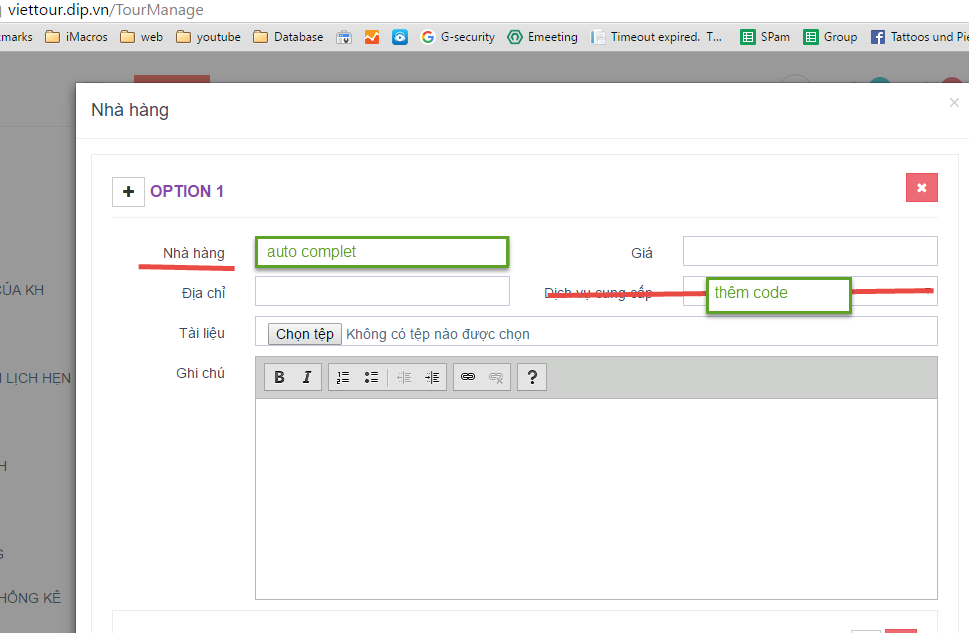 viettour.dip.vn/TourManage
marks iMacros web youtube Database G-security Emeeting Timeout expired. T... SPam Group Tattoos und Pie
Nhà hàng
×
+ OPTION 1
Nhà hàng auto complet Giá
Địa chỉ Dịch vụ cung cấp thêm code
Tài liệu Chọn tệp Không có tệp nào được chọn
Ghi chú B I ?
CỦA KH
LỊCH HẸN
H
G
HỐNG KÊ